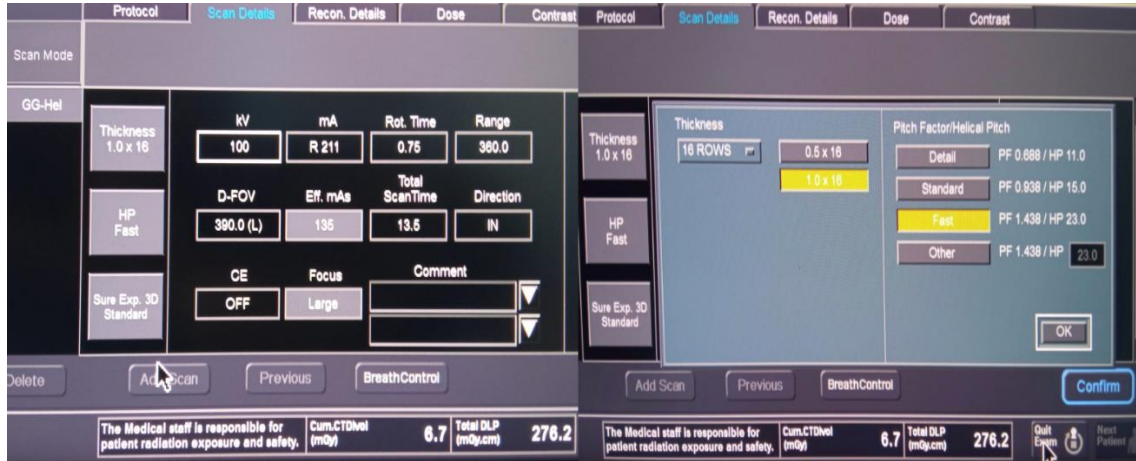 Protocol Scan Details Recon. Details Dose Contrast
Scan Mode
GG-Hel
Thickness
1.0 x 16
HP
Fast
Sure Exp. 3D
Standard
kV mA Rot. Time Range
100 R 211 0.75 360.0
D-FOV Eff. mAs Total ScanTime Direction
390.0 (L) 135 13.5 IN
CE Focus Comment
OFF Large
Delete Add Scan Previous BreathControl
The Medical staff is responsible for
patient radiation exposure and safety.
Cum.CTDIvol
(mGy) 6.7
Total DLP
(mGy.cm) 276.2
Protocol Scan Details Recon. Details Dose Contrast
Thickness
1.0 x 16
HP
Fast
Sure Exp. 3D
Standard
Thickness
16 ROWS 0.5 x 16
1.0 x 16
Pitch Factor/Helical Pitch
Detail PF 0.688 / HP 11.0
Standard PF 0.938 / HP 15.0
Fast PF 1.438 / HP 23.0
Other PF 1.438 / HP 23.0
OK
Add Scan Previous BreathControl Confirm
The Medical staff is responsible for
patient radiation exposure and safety.
Cum.CTDIvol
(mGy) 6.7
Total DLP
(mGy.cm) 276.2
Quit
Exam
Next
Patient